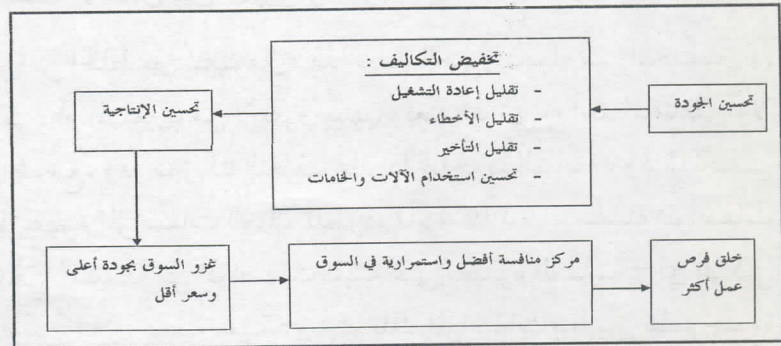 تحسين الجودة
تخفيض التكاليف :
- تقليل إعادة التشغيل
- تقليل الأخطاء
- تقليل التأخير
- تحسين استخدام الآلات والخامات
تحسين الإنتاجية
غزو السوق بجودة أعلى
وسعر أقل
مركز منافسة أفضل واستمرارية في السوق
خلق فرص
عمل أكثر